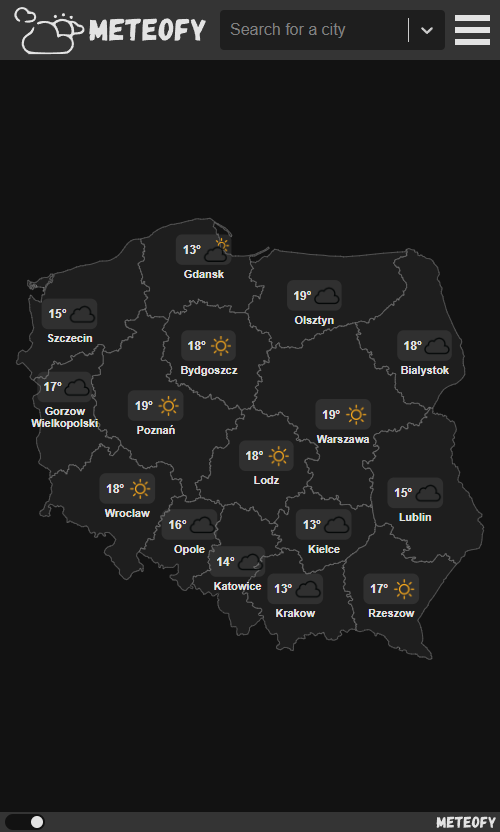 METEOFY
Search for a city
13°
Gdansk
19°
Olsztyn
15°
Szczecin
18°
Bydgoszcz
18°
Bialystok
17°
Gorzow
Wielkopolski
19°
Poznań
19°
Warszawa
18°
Lodz
18°
Wroclaw
15°
Lublin
16°
Opole
13°
Kielce
14°
Katowice
13°
Krakow
17°
Rzeszow
METEOFY